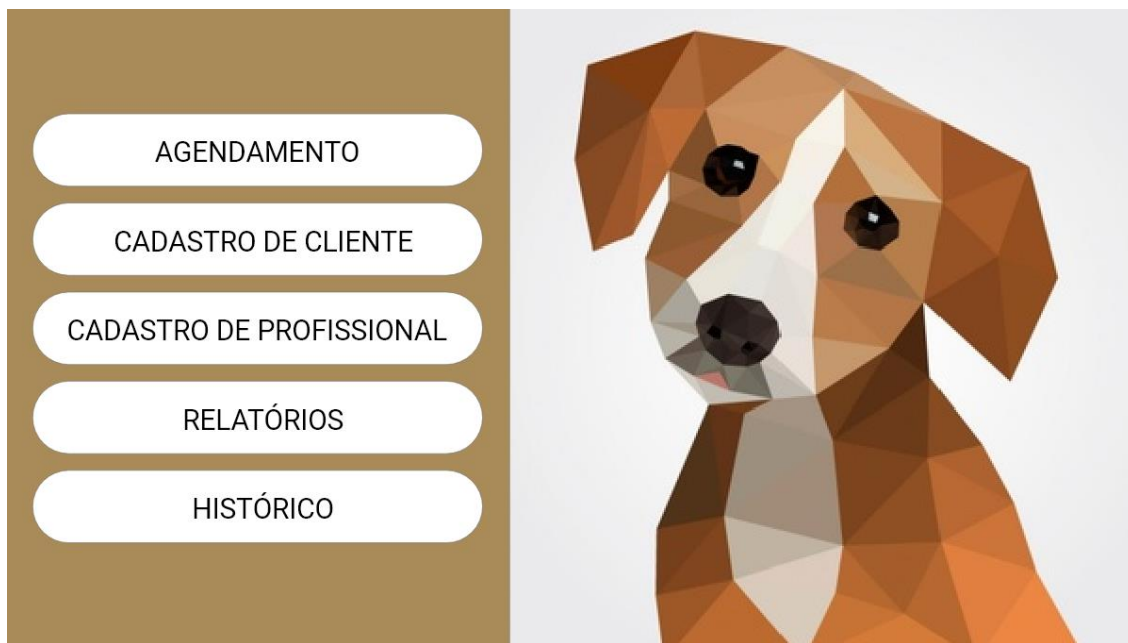 AGENDAMENTO
CADASTRO DE CLIENTE
CADASTRO DE PROFISSIONAL
RELATÓRIOS
HISTÓRICO